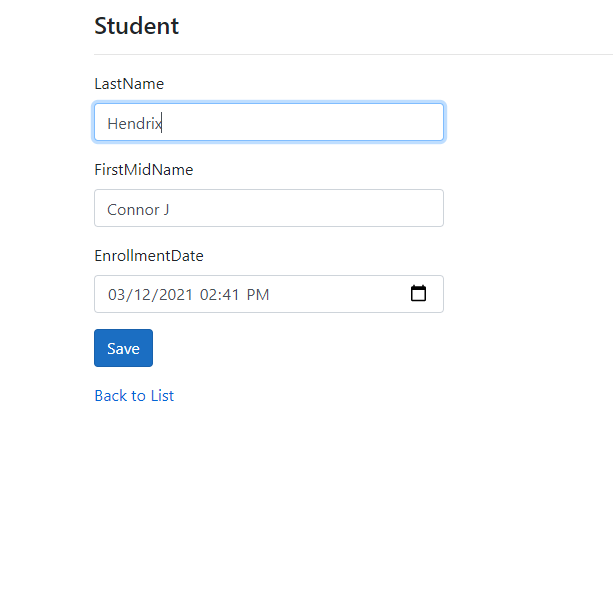 Student
LastName
Hendrix
FirstMidName
Connor J
EnrollmentDate
03/12/2021 02:41 PM
Save
Back to List